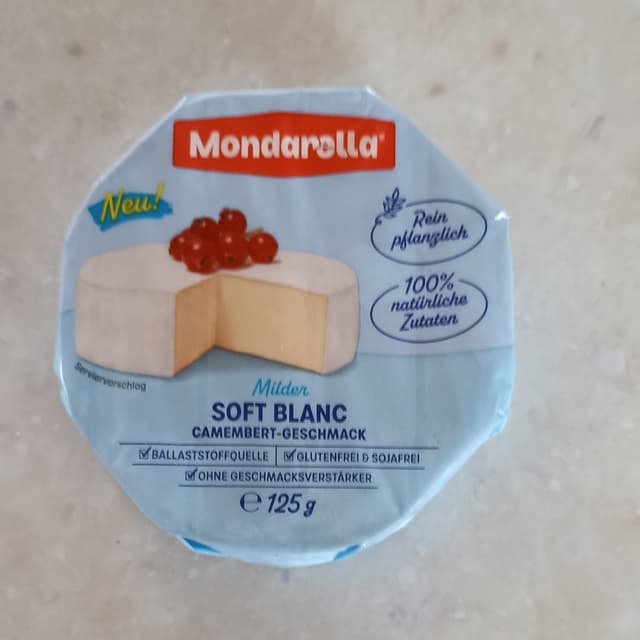 Mondarella®
Neu!
Rein
pflanzlich
100%
natürliche
Zutaten
Serviervorschlag
Milder
SOFT BLANC
CAMEMBERT-GESCHMACK
BALLASTSTOFFQUELLE GLUTENFREI & SOJAFREI
OHNE GESCHMACKSVERSTÄRKER
℮ 125 g